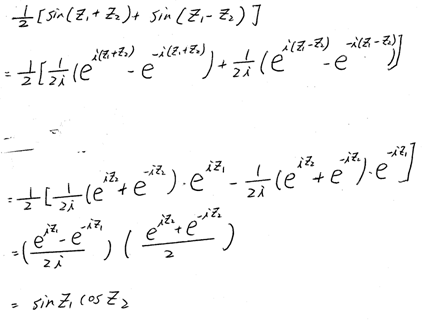 1/2 [sin(Z₁+Z₂) + sin(Z₁-Z₂)]
= 1/2 [1/2i (e^{i(Z₁+Z₂)} - e^{-i(Z₁+Z₂)}) + 1/2i (e^{i(Z₁-Z₂)} - e^{-i(Z₁-Z₂)})]
= 1/2 [1/2i (e^{iZ₂} + e^{-iZ₂}) · e^{iZ₁} - 1/2i (e^{iZ₂} + e^{-iZ₂}) · e^{-iZ₁}]
= (e^{iZ₁} - e^{-iZ₁} / 2i) (e^{iZ₂} + e^{-iZ₂} / 2)
= sin Z₁ cos Z₂